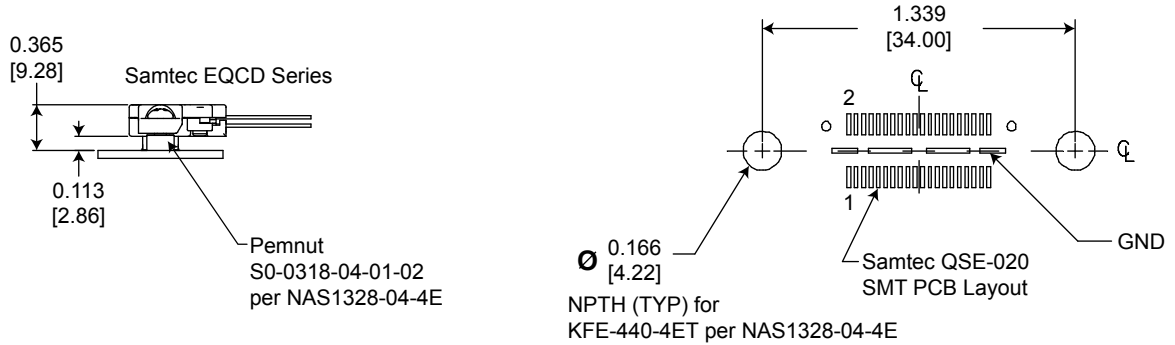 0.365
[9.28]
Samtec EQCD Series
0.113
[2.86]
Pemnut
S0-0318-04-01-02
per NAS1328-04-4E
1.339
[34.00]
℄
2
℄
1
GND
Ø 0.166
[4.22]
Samtec QSE-020
SMT PCB Layout
NPTH (TYP) for
KFE-440-4ET per NAS1328-04-4E